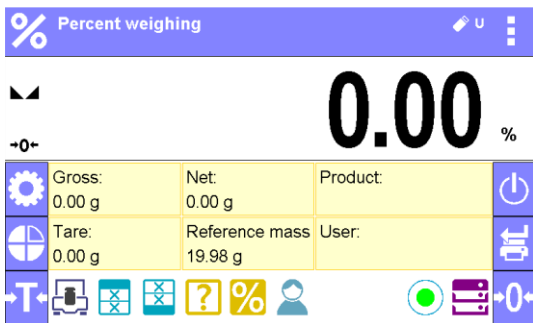 % Percent weighing U
0.00 %
→0←
Gross: Net: Product:
0.00 g 0.00 g
Tare: Reference mass User:
0.00 g 19.98 g
→T← ? % →0←